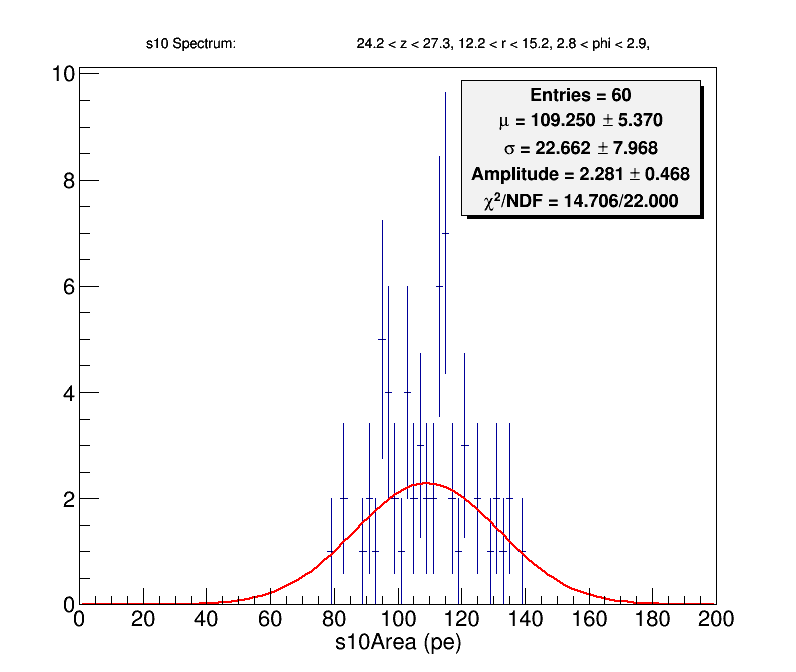 s10 Spectrum: 24.2 < z < 27.3, 12.2 < r < 15.2, 2.8 < phi < 2.9,
Entries = 60
μ = 109.250 ± 5.370
σ = 22.662 ± 7.968
Amplitude = 2.281 ± 0.468
χ²/NDF = 14.706/22.000
10
8
6
4
2
0
0 20 40 60 80 100 120 140 160 180 200
s10Area (pe)